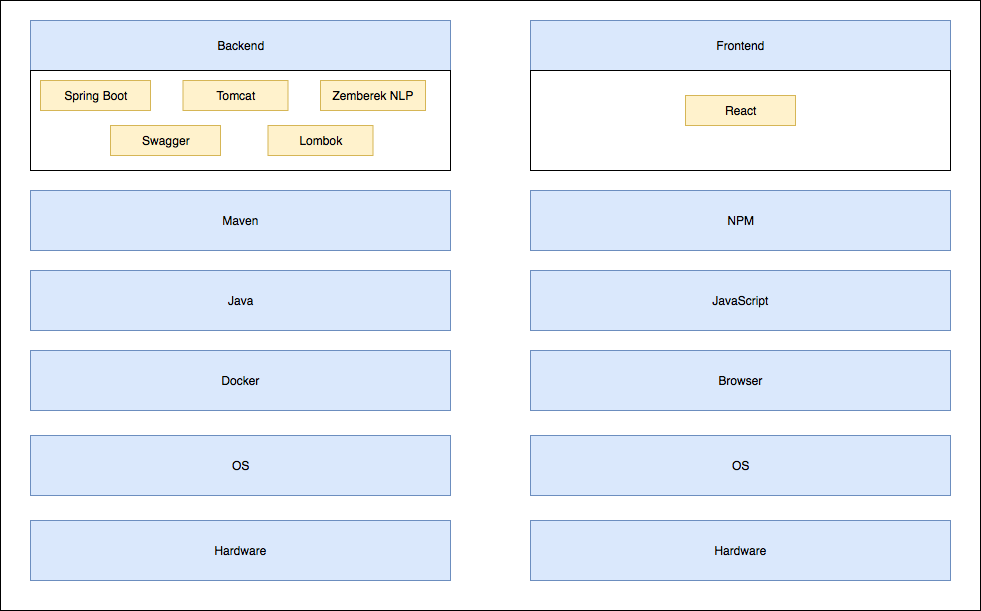 Backend
Spring Boot
Tomcat
Zemberek NLP
Swagger
Lombok
Maven
Java
Docker
OS
Hardware
Frontend
React
NPM
JavaScript
Browser
OS
Hardware